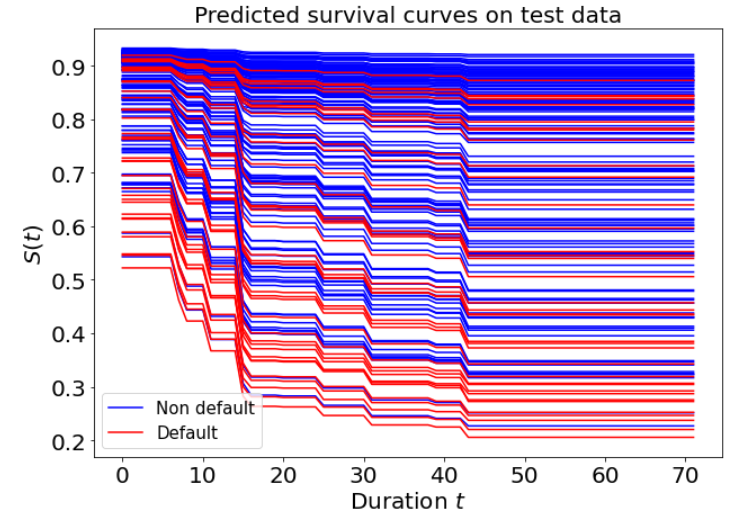 Predicted survival curves on test data
S(t)
0.9
0.8
0.7
0.6
0.5
0.4
0.3
0.2
Non default
Default
0 10 20 30 40 50 60 70
Duration t